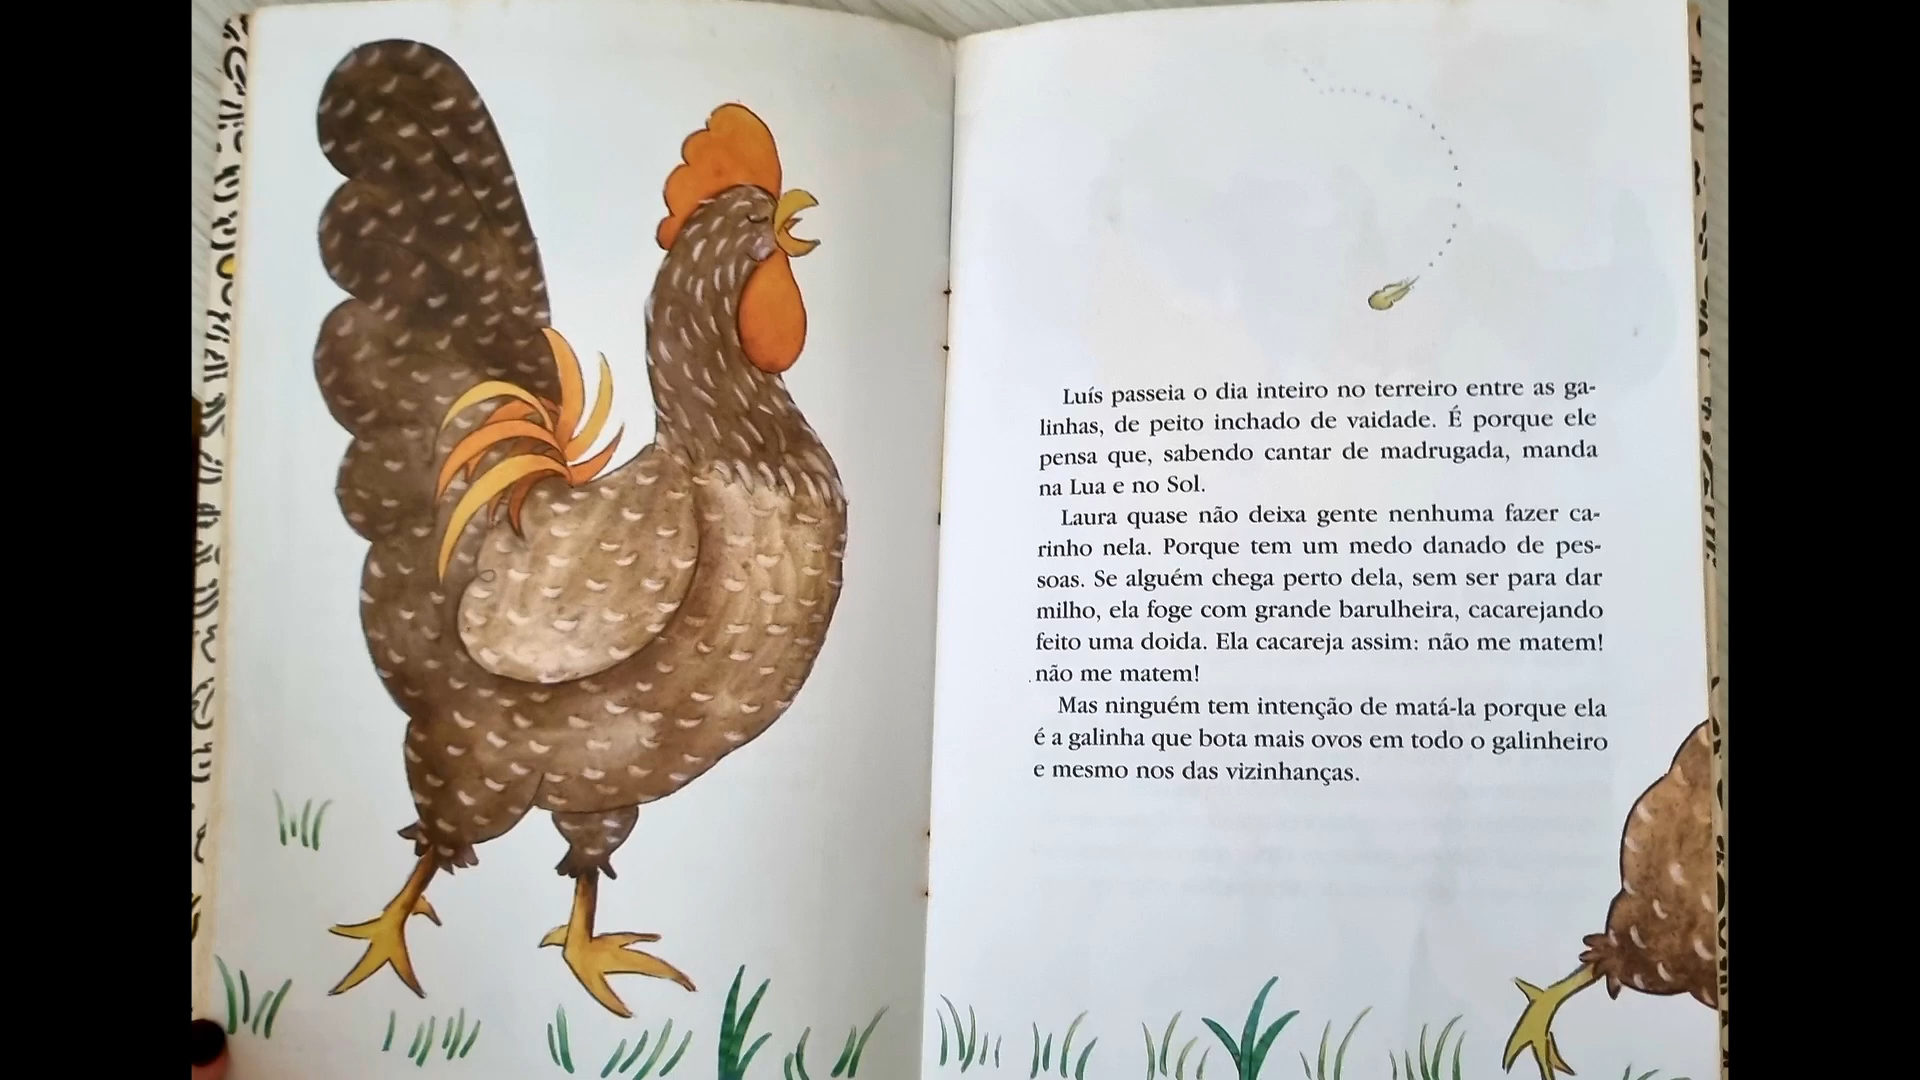 Luís passeia o dia inteiro no terreiro entre as ga-
linhas, de peito inchado de vaidade. É porque ele
pensa que, sabendo cantar de madrugada, manda
na Lua e no Sol.
Laura quase não deixa gente nenhuma fazer ca-
rinho nela. Porque tem um medo danado de pes-
soas. Se alguém chega perto dela, sem ser para dar
milho, ela foge com grande barulheira, cacarejando
feito uma doida. Ela cacareja assim: não me matem!
não me matem!
Mas ninguém tem intenção de matá-la porque ela
é a galinha que bota mais ovos em todo o galinheiro
e mesmo nos das vizinhanças.